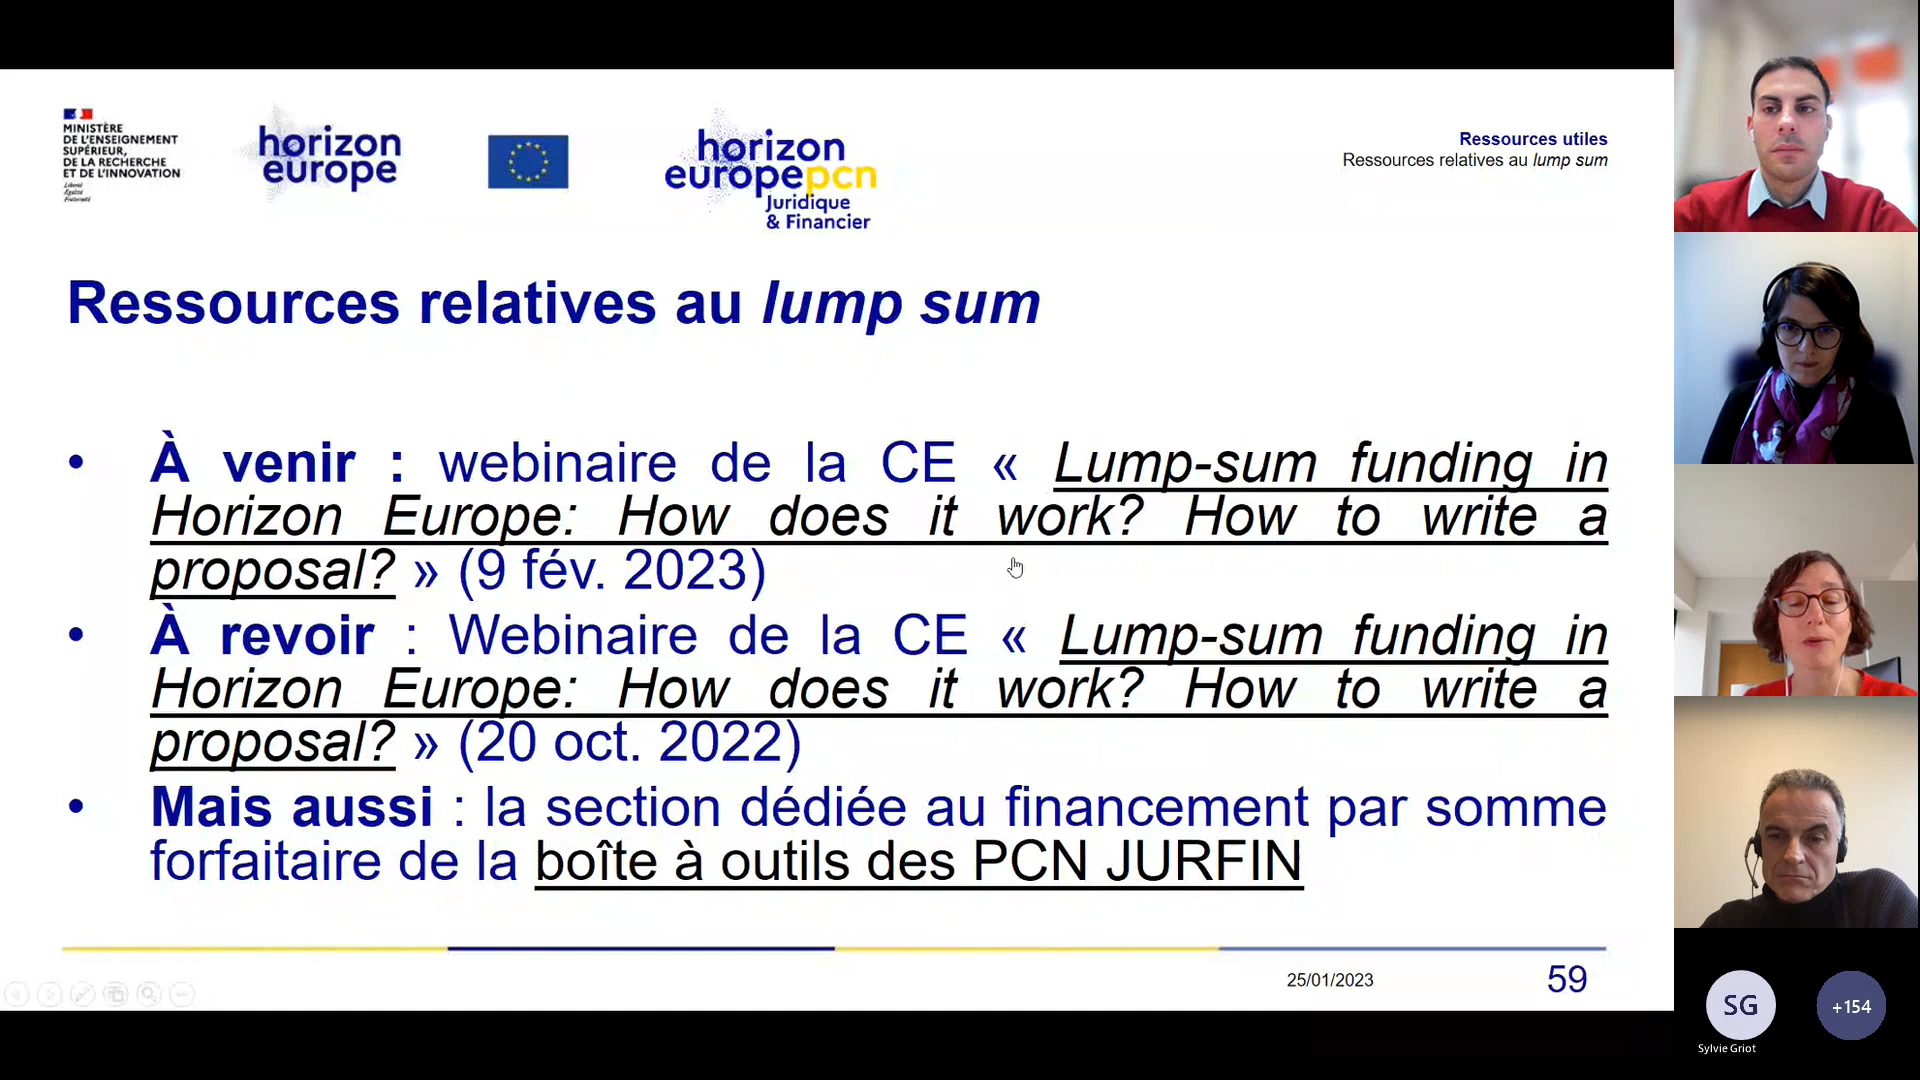 MINISTÈRE
DE L'ENSEIGNEMENT
SUPÉRIEUR,
DE LA RECHERCHE
ET DE L'INNOVATION
Liberté
Égalité
Fraternité
horizon
europe
horizon
europepcn
Juridique
& Financier
Ressources utiles
Ressources relatives au lump sum
Ressources relatives au lump sum
• À venir : webinaire de la CE « Lump-sum funding in
Horizon Europe: How does it work? How to write a
proposal? » (9 fév. 2023)
• À revoir : Webinaire de la CE « Lump-sum funding in
Horizon Europe: How does it work? How to write a
proposal? » (20 oct. 2022)
• Mais aussi : la section dédiée au financement par somme
forfaitaire de la boîte à outils des PCN JURFIN
25/01/2023
59
SG
+154
Sylvie Griot